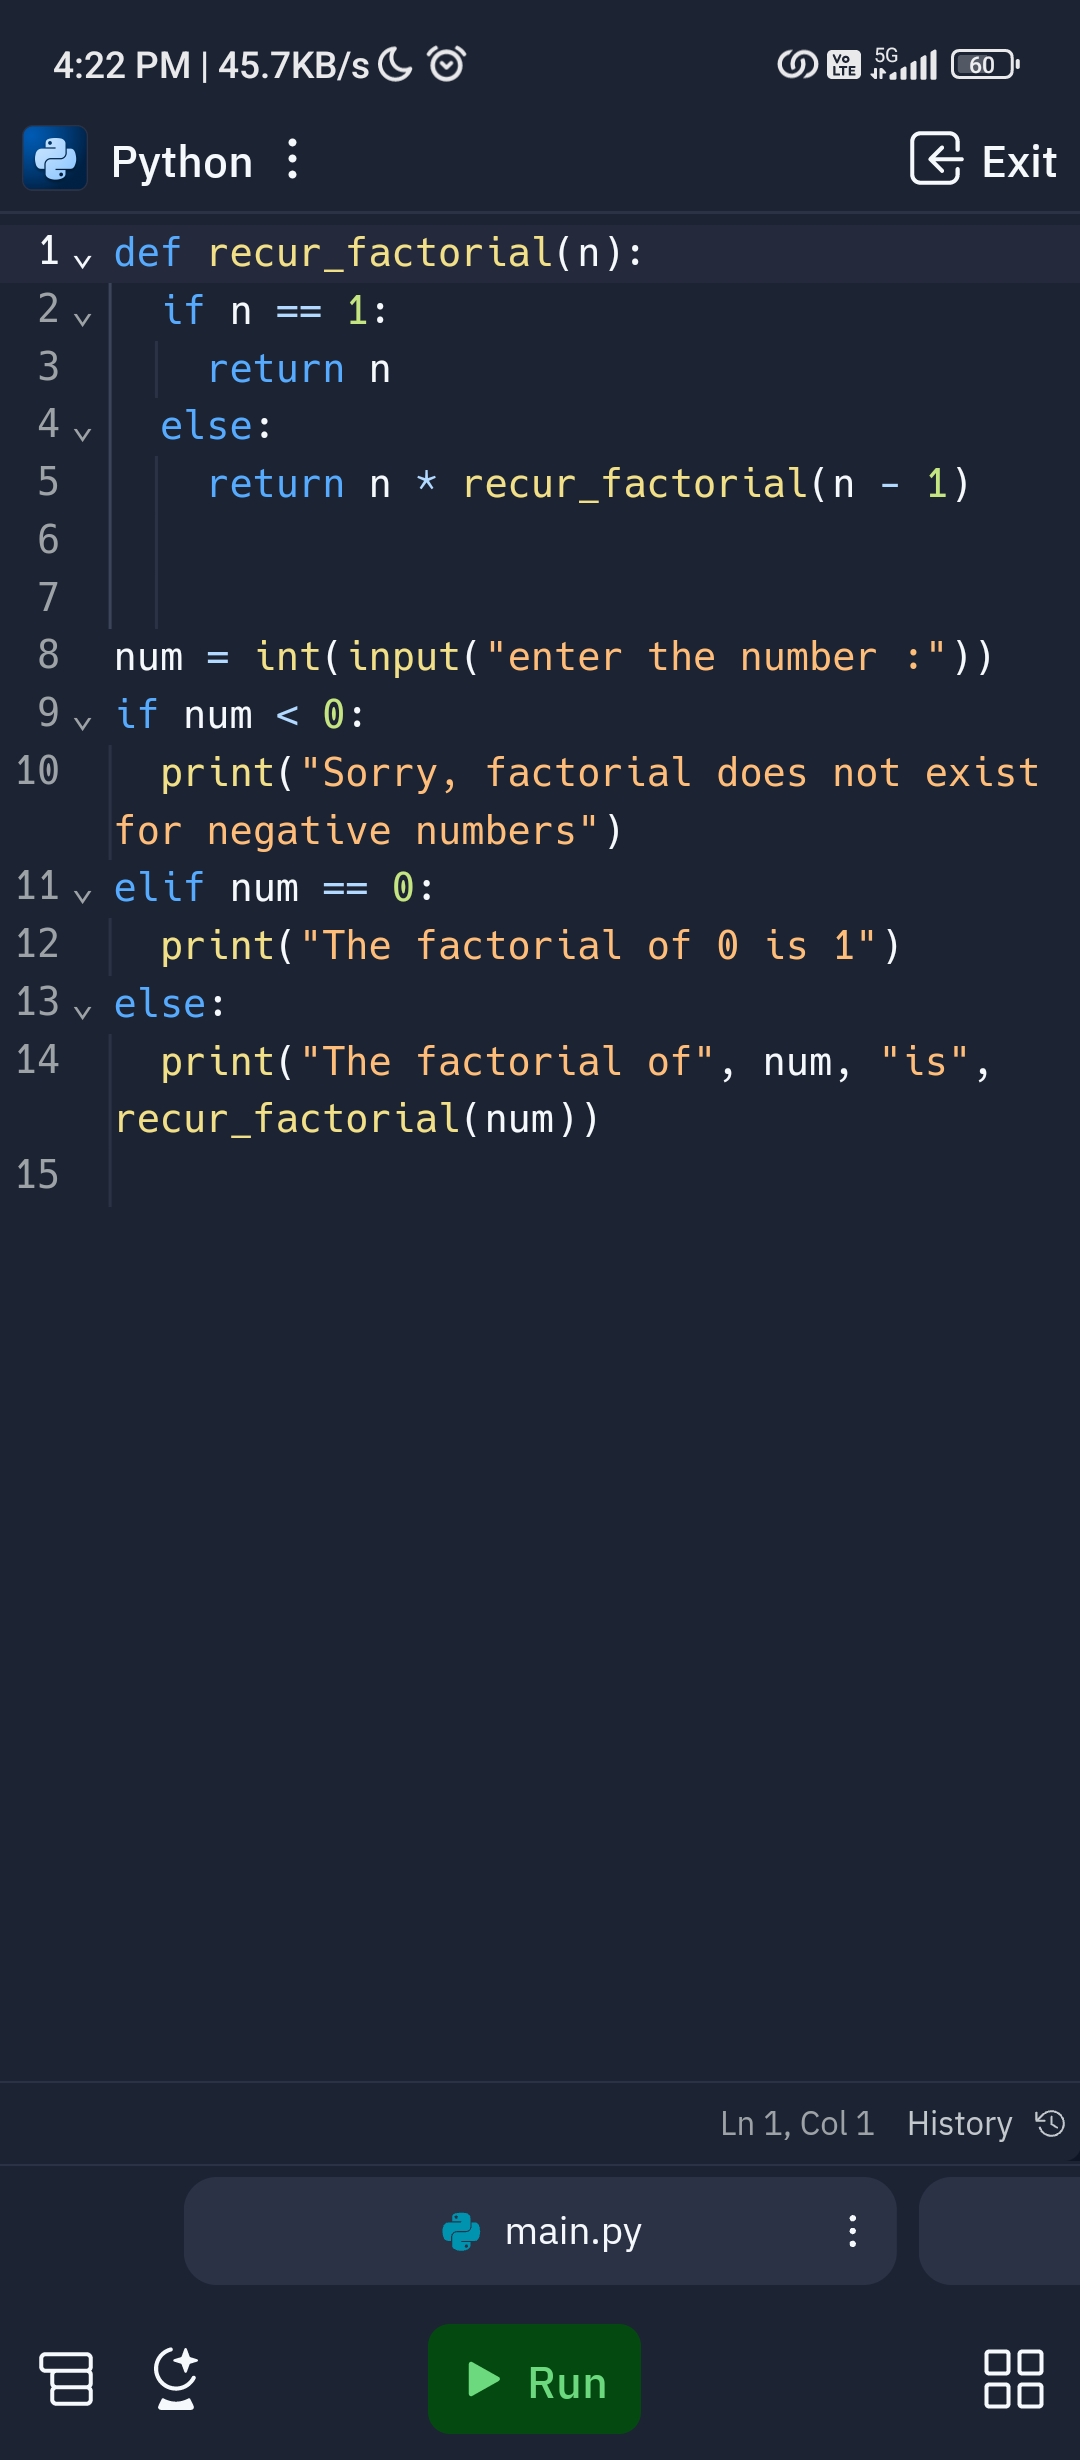 4:22 PM | 45.7KB/s Vo LTE 5G 60
Python Exit
1 def recur_factorial(n):
2   if n == 1:
3     return n
4   else:
5     return n * recur_factorial(n - 1)
6
7
8 num = int(input("enter the number :"))
9 if num < 0:
10   print("Sorry, factorial does not exist
for negative numbers")
11 elif num == 0:
12   print("The factorial of 0 is 1")
13 else:
14   print("The factorial of", num, "is",
recur_factorial(num))
15
Ln 1, Col 1 History
main.py
Run